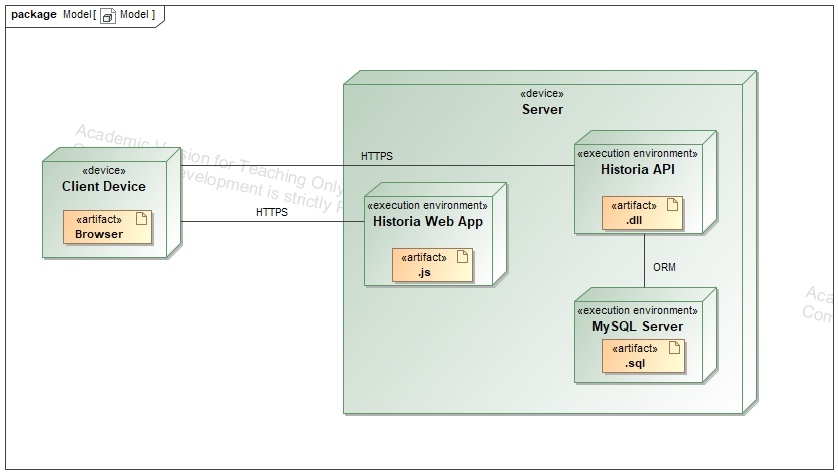 package Model[ Model ]
«device»
Server
Academic Version for Teaching Only
«device»
Client Device
«artifact»
Browser
HTTPS
HTTPS
«execution environment»
Historia API
«artifact»
.dll
«execution environment»
Historia Web App
«artifact»
.js
ORM
«execution environment»
MySQL Server
«artifact»
.sql